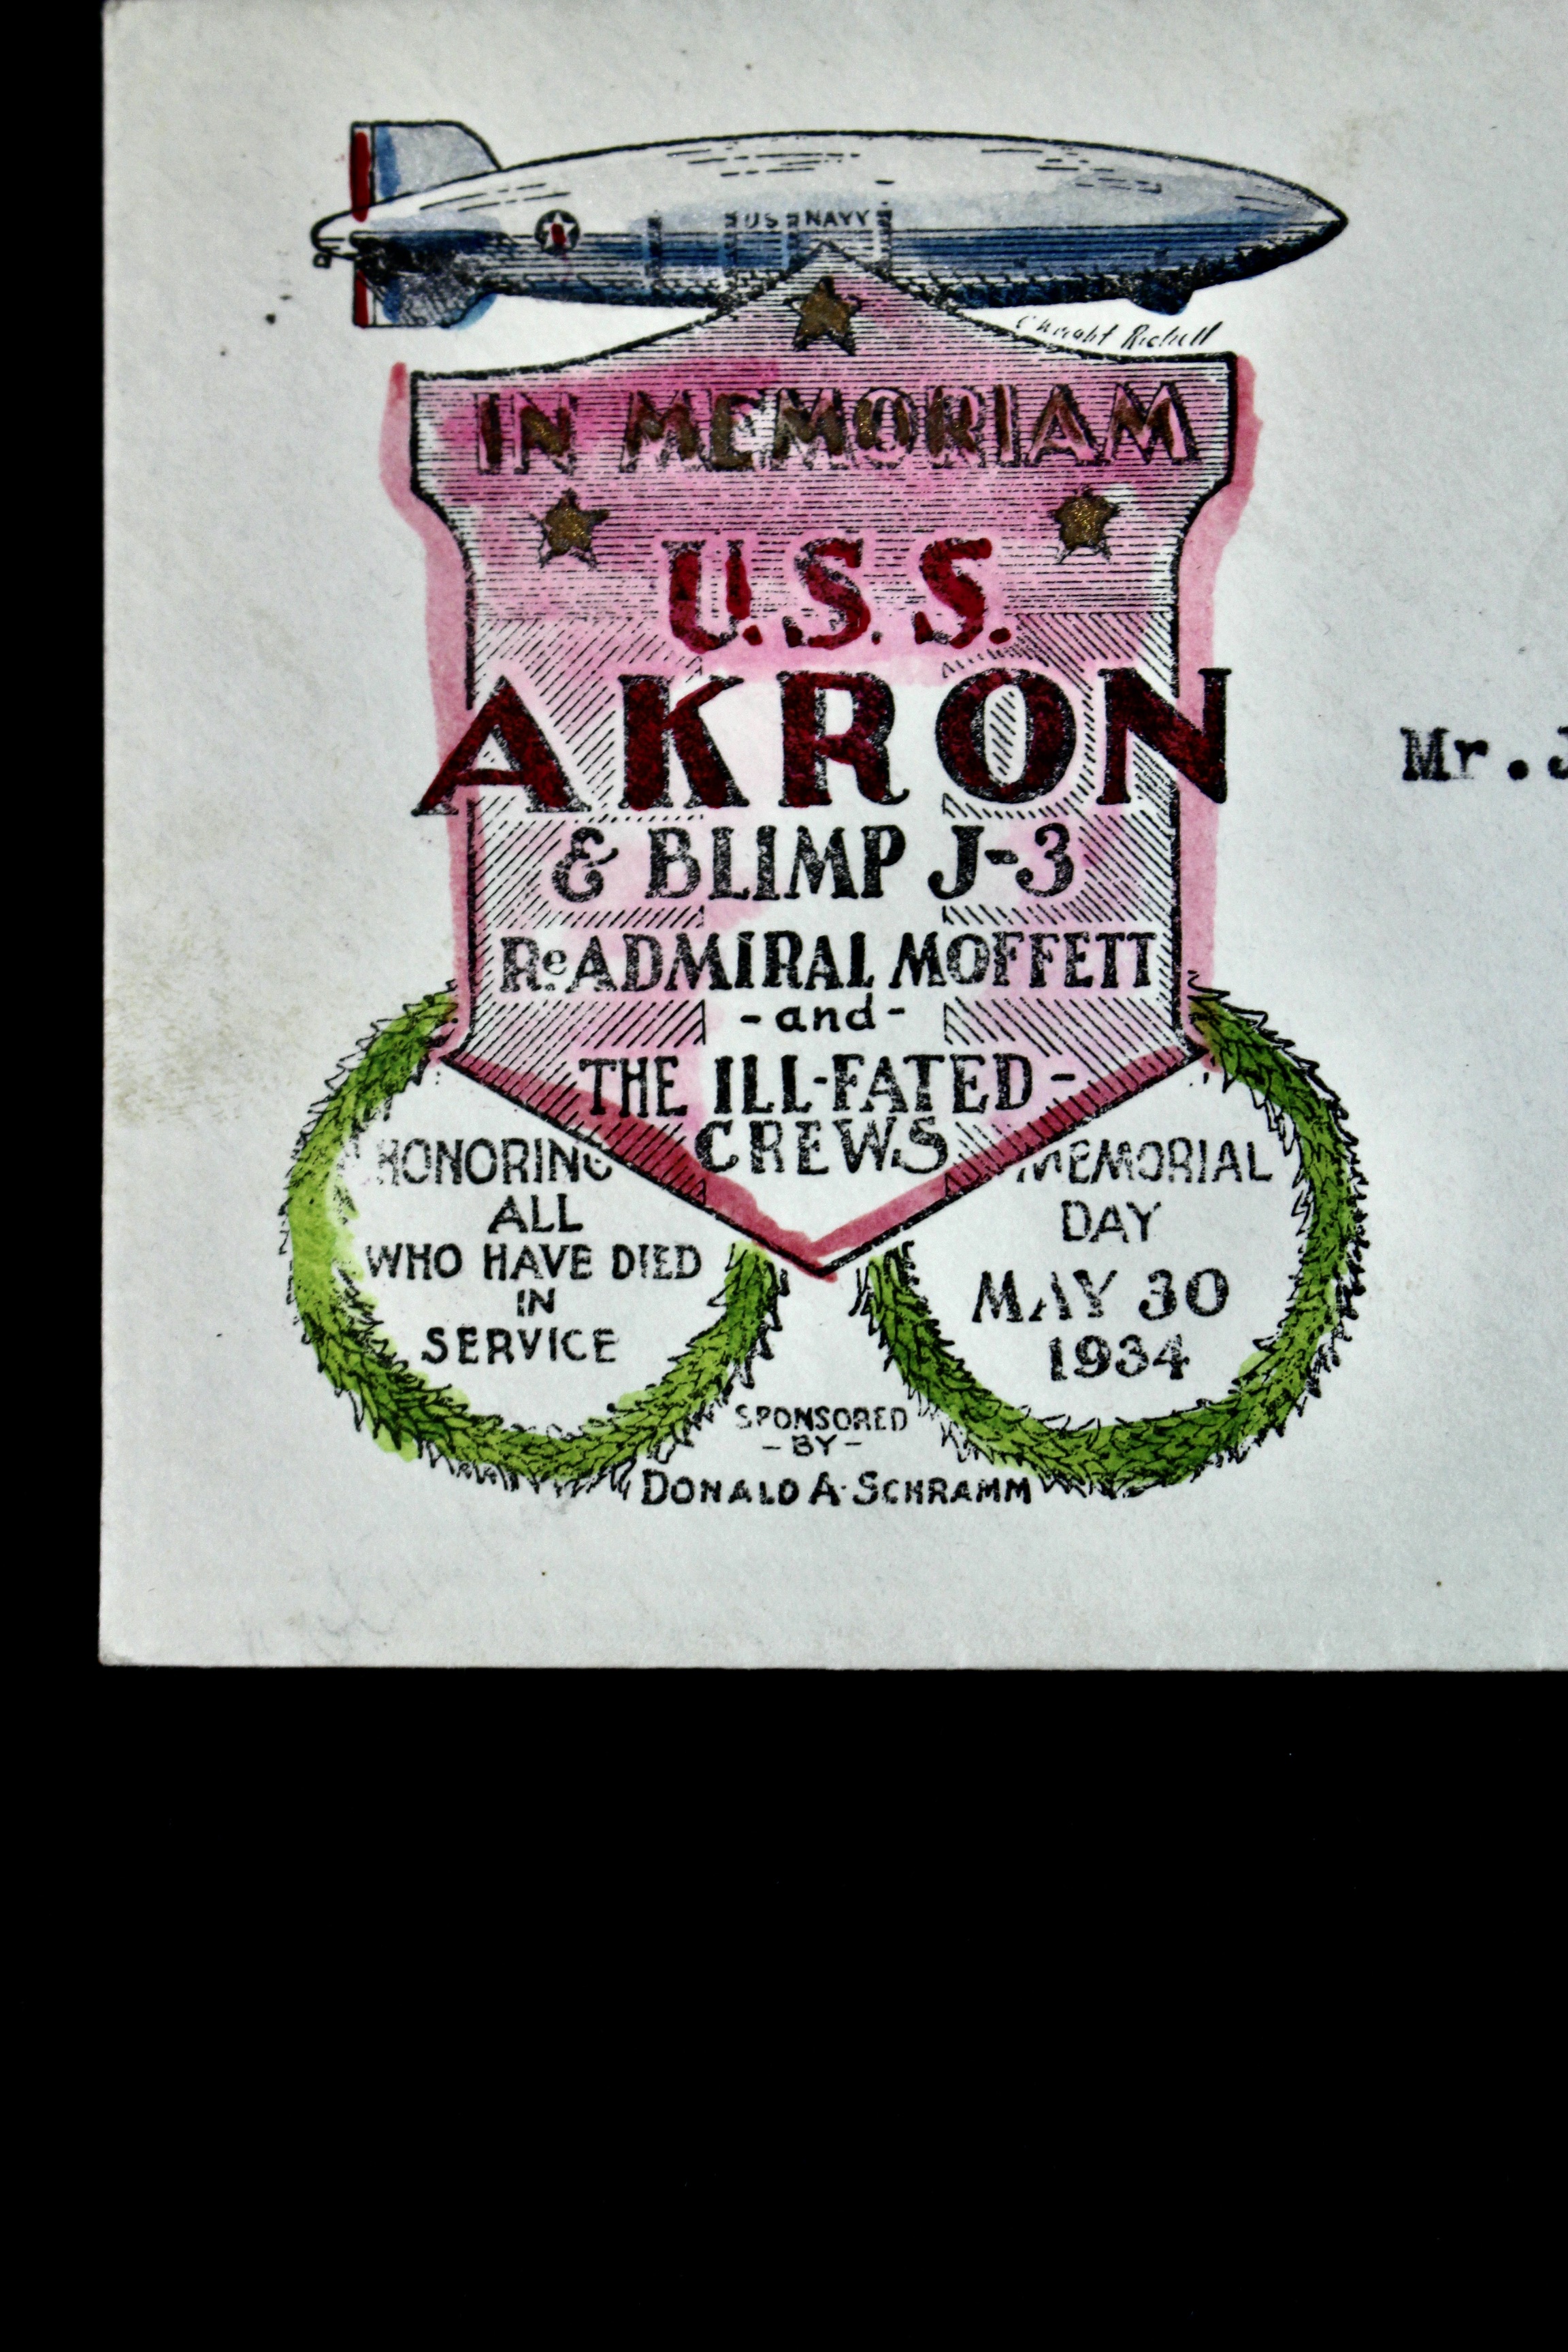 US NAVY
Richell
IN MEMORIAM
U.S.S.
AKRON
& BLIMP J-3
Re ADMIRAL MOFFETT
-and-
THE ILL-FATED-
CREWS
HONORING
ALL
WHO HAVE DIED
IN
SERVICE
MEMORIAL
DAY
MAY 30
1934
SPONSORED
-BY-
DONALD A. SCHRAMM
Mr.J